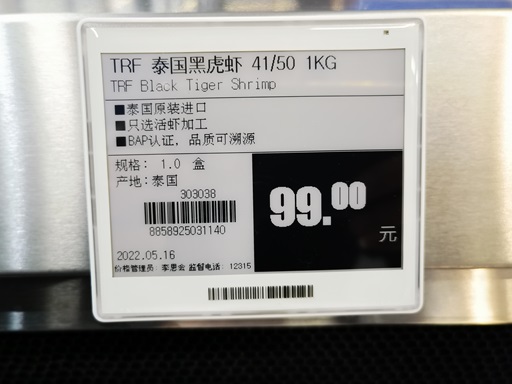 TRF 泰国黑虎虾 41/50 1KG
TRF Black Tiger Shrimp
■泰国原装进口
■只选活虾加工
■BAP认证,品质可溯源
规格: 1.0 盒
产地:泰国
303038
8858925031140
99.00
元
2022.05.16
价格管理员: 李思会 监督电话: 12315